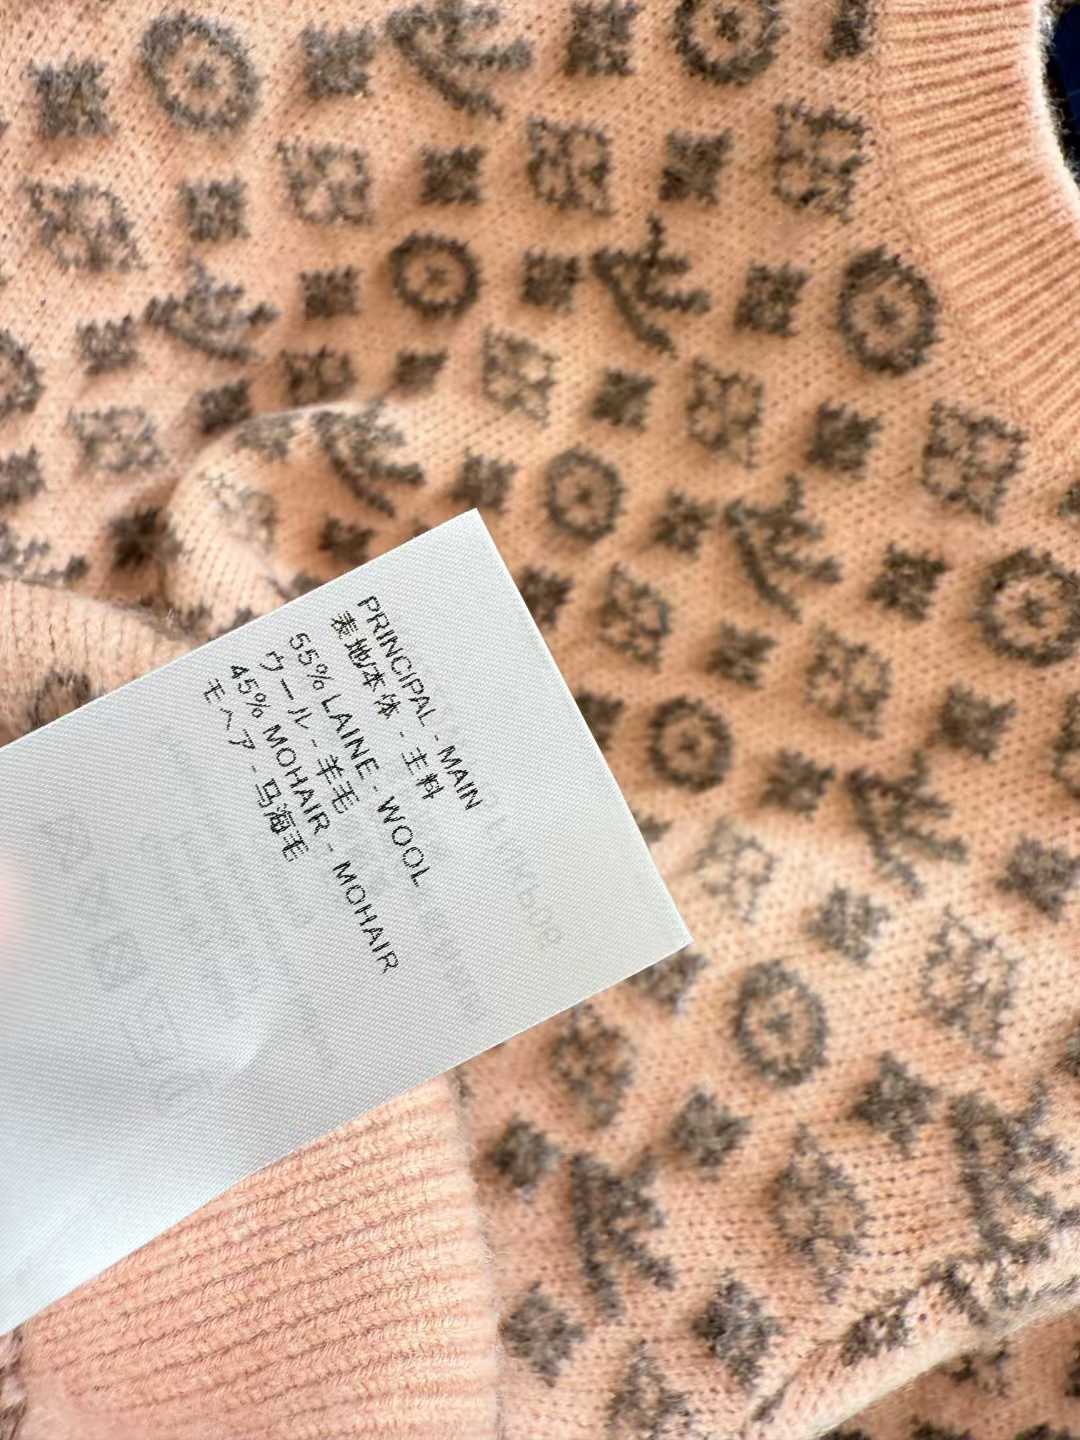 PRINCIPAL - MAIN
表地/本体 - 主料
55% LAINE - WOOL
ウール - 羊毛
45% MOHAIR - MOHAIR
モヘア - 马海毛